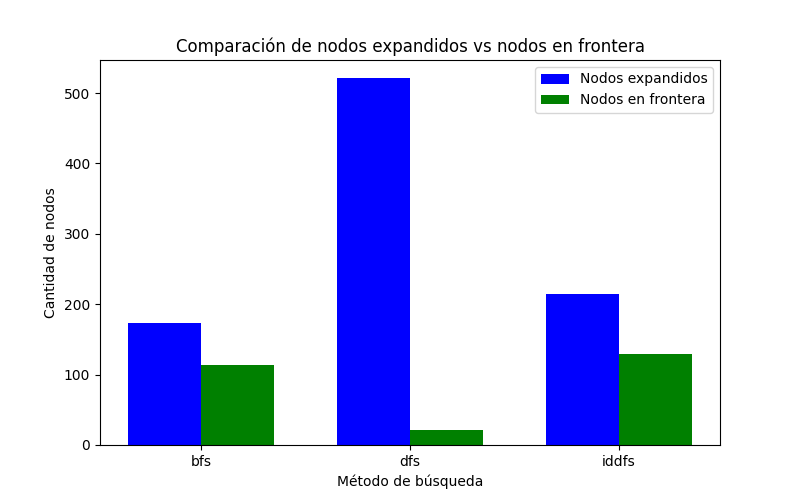 Comparación de nodos expandidos vs nodos en frontera
Nodos expandidos
Nodos en frontera
Cantidad de nodos
500
400
300
200
100
0
bfs
dfs
iddfs
Método de búsqueda